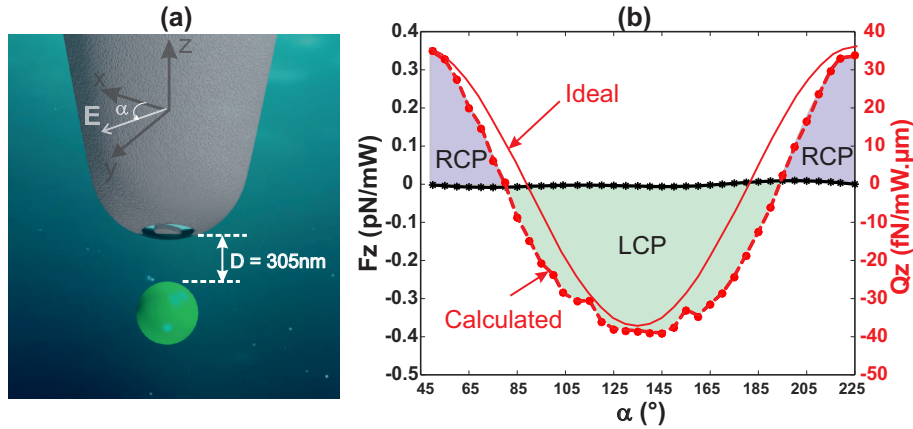 (a)
z
x
α
E
y
D = 305nm
(b)
0.4
0.3
0.2
0.1
0
-0.1
-0.2
-0.3
-0.4
-0.5
Fz (pN/mW)
40
30
20
10
0
-10
-20
-30
-40
-50
Qz (fN/mW.μm)
Ideal
RCP
RCP
LCP
Calculated
45 65 85 105 125 145 165 185 205 225
α (°)